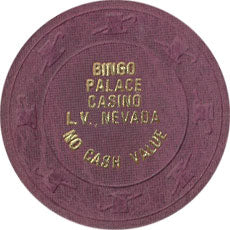 BINGO
PALACE
CASINO
L.V., NEVADA
NO CASH VALUE